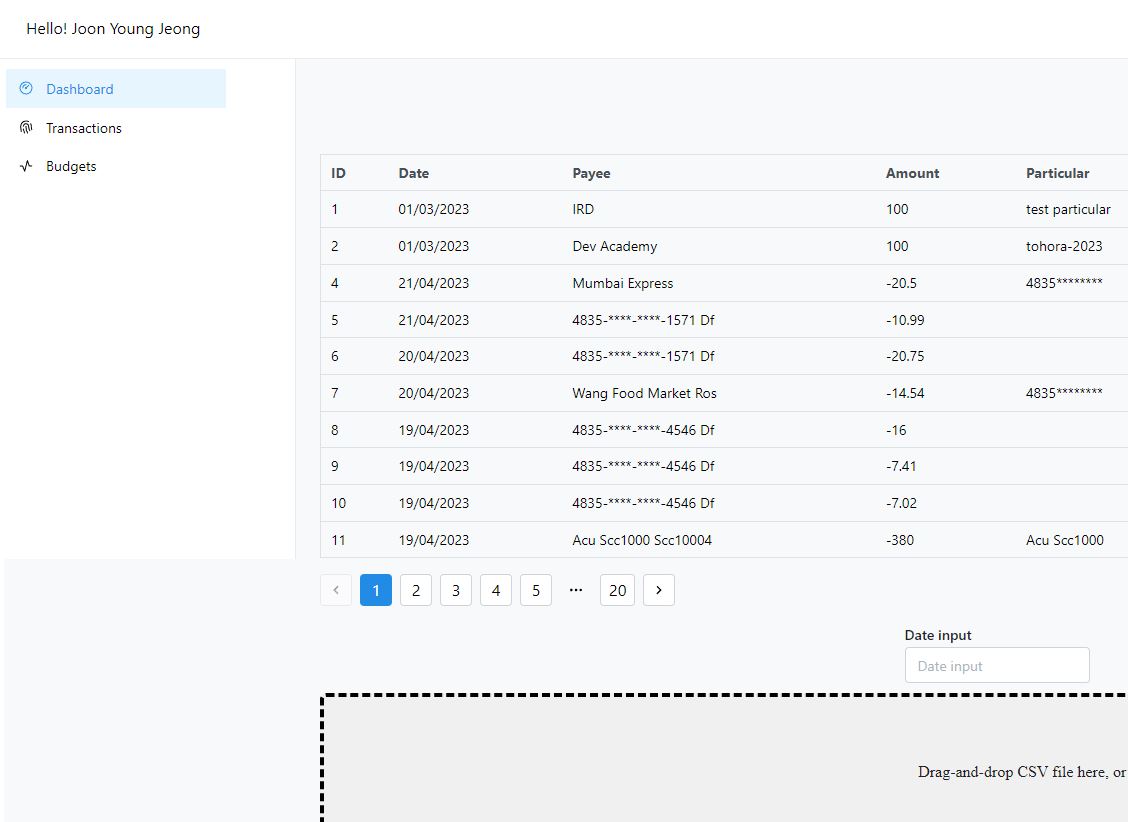 Hello! Joon Young Jeong
Dashboard
Transactions
Budgets
ID Date Payee Amount Particular
1 01/03/2023 IRD 100 test particular
2 01/03/2023 Dev Academy 100 tohora-2023
4 21/04/2023 Mumbai Express -20.5 4835********
5 21/04/2023 4835-****-****-1571 Df -10.99
6 20/04/2023 4835-****-****-1571 Df -20.75
7 20/04/2023 Wang Food Market Ros -14.54 4835********
8 19/04/2023 4835-****-****-4546 Df -16
9 19/04/2023 4835-****-****-4546 Df -7.41
10 19/04/2023 4835-****-****-4546 Df -7.02
11 19/04/2023 Acu Scc1000 Scc10004 -380 Acu Scc1000
1 2 3 4 5 ... 20
Date input
Date input
Drag-and-drop CSV file here, or